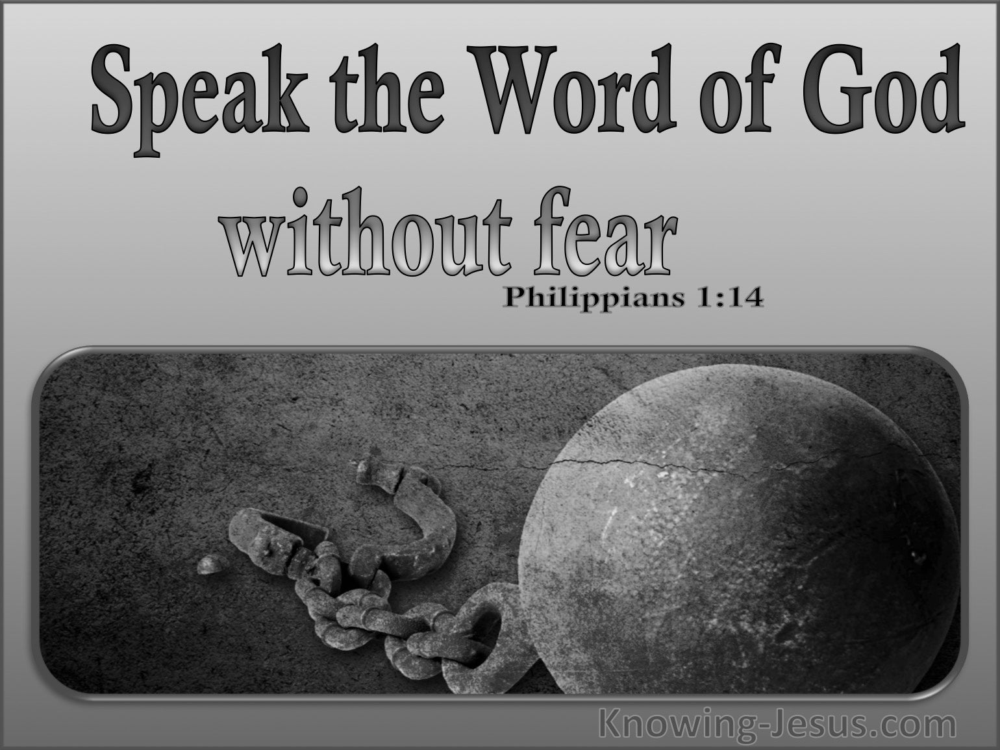 Speak the Word of God
without fear
Philippians 1:14
Knowing-Jesus.com